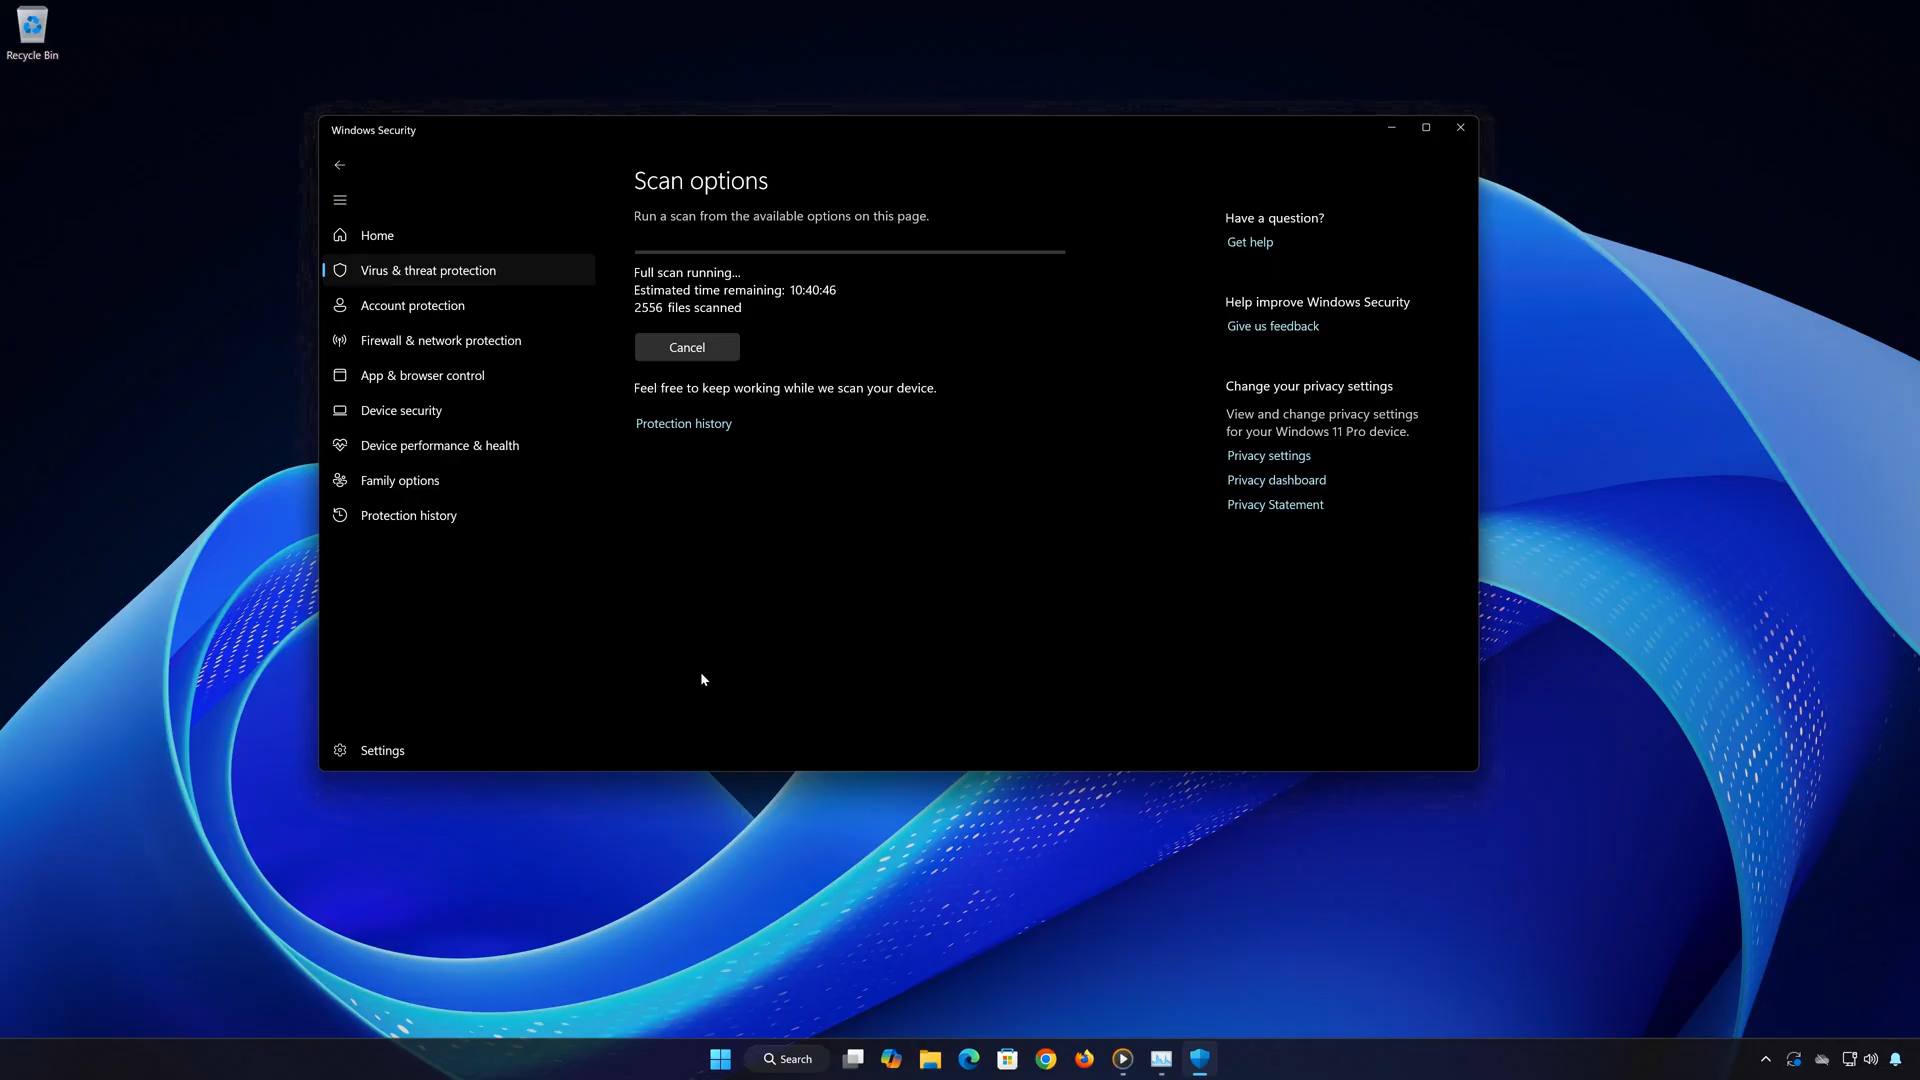 Recycle Bin
Windows Security
Home
Virus & threat protection
Account protection
Firewall & network protection
App & browser control
Device security
Device performance & health
Family options
Protection history
Settings
Scan options
Run a scan from the available options on this page.
Full scan running...
Estimated time remaining: 10:40:46
2556 files scanned
Cancel
Feel free to keep working while we scan your device.
Protection history
Have a question?
Get help
Help improve Windows Security
Give us feedback
Change your privacy settings
View and change privacy settings
for your Windows 11 Pro device.
Privacy settings
Privacy dashboard
Privacy Statement
Search